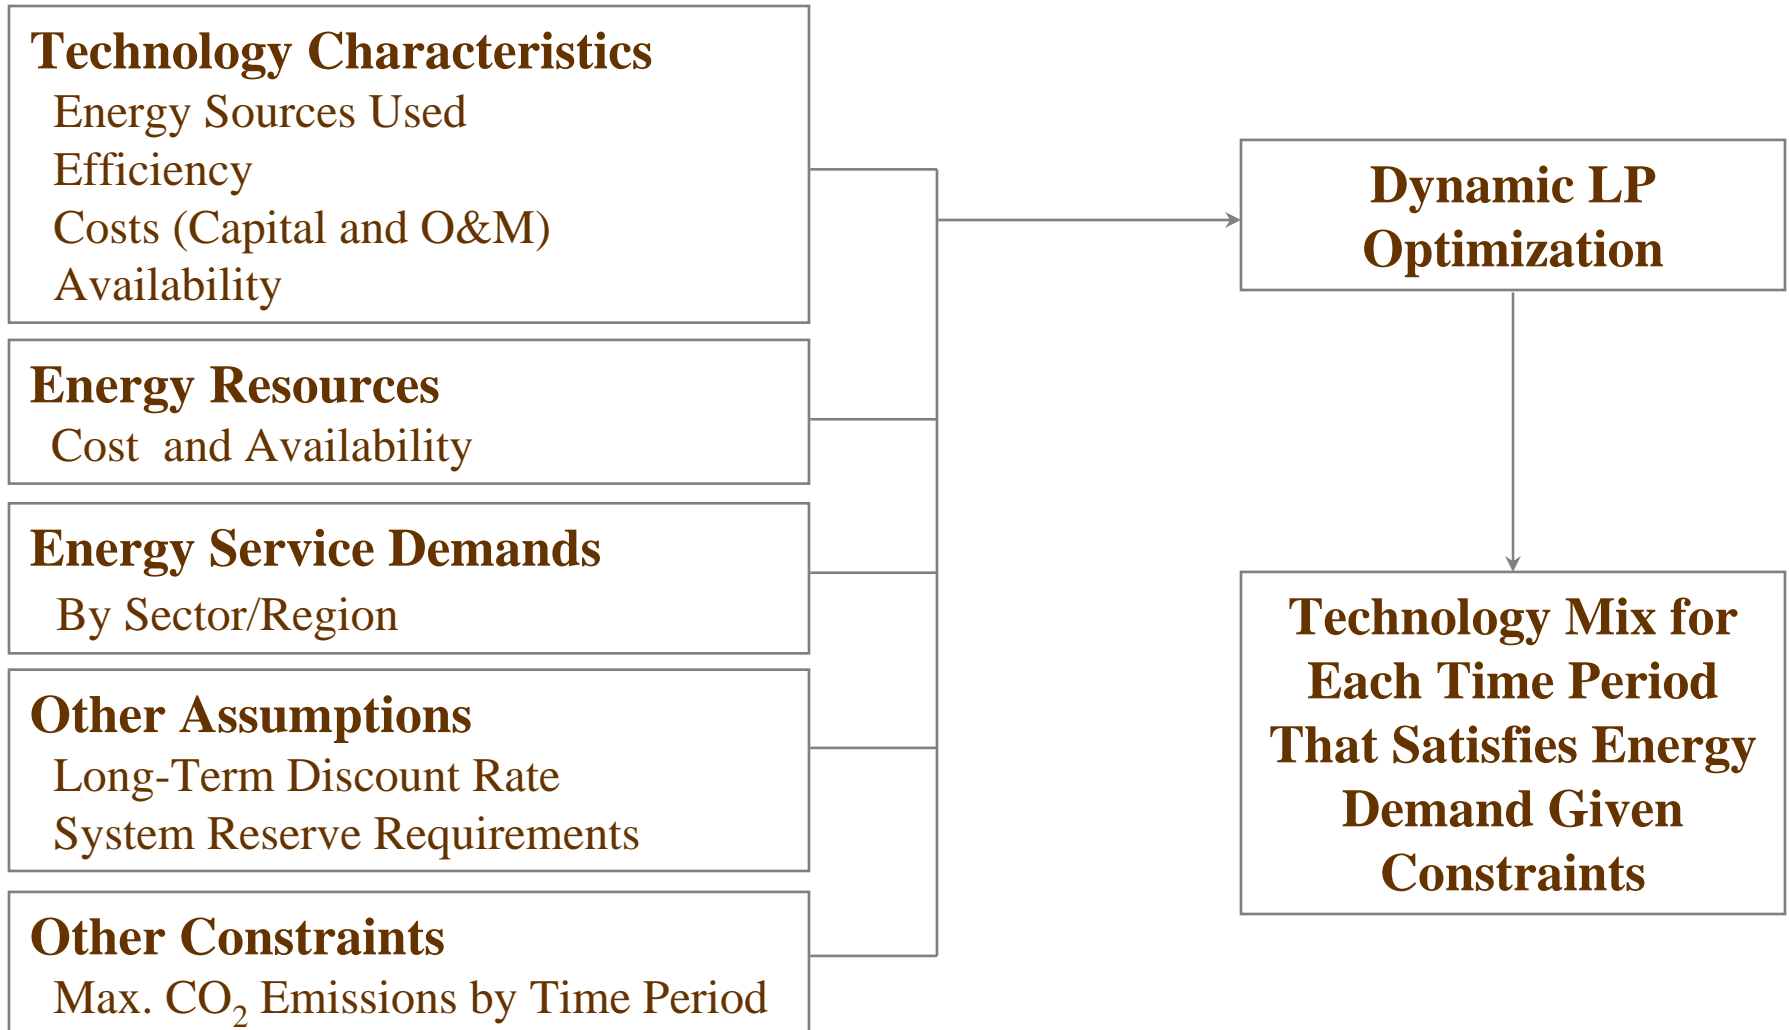 Technology Characteristics
Energy Sources Used
Efficiency
Costs (Capital and O&M)
Availability
Energy Resources
Cost  and Availability
Energy Service Demands
By Sector/Region
Other Assumptions
Long-Term Discount Rate
System Reserve Requirements
Other Constraints
Max. CO₂ Emissions by Time Period
Dynamic LP
Optimization
Technology Mix for
Each Time Period
That Satisfies Energy
Demand Given
Constraints